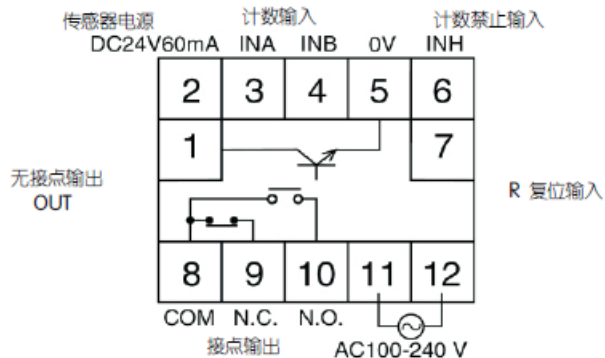 传感器电源 计数输入 计数禁止输入
DC24V60mA INA INB 0V INH
2 3 4 5 6
1 7
无接点输出
OUT
R 复位输入
8 9 10 11 12
COM N.C. N.O.
接点输出
AC100-240 V